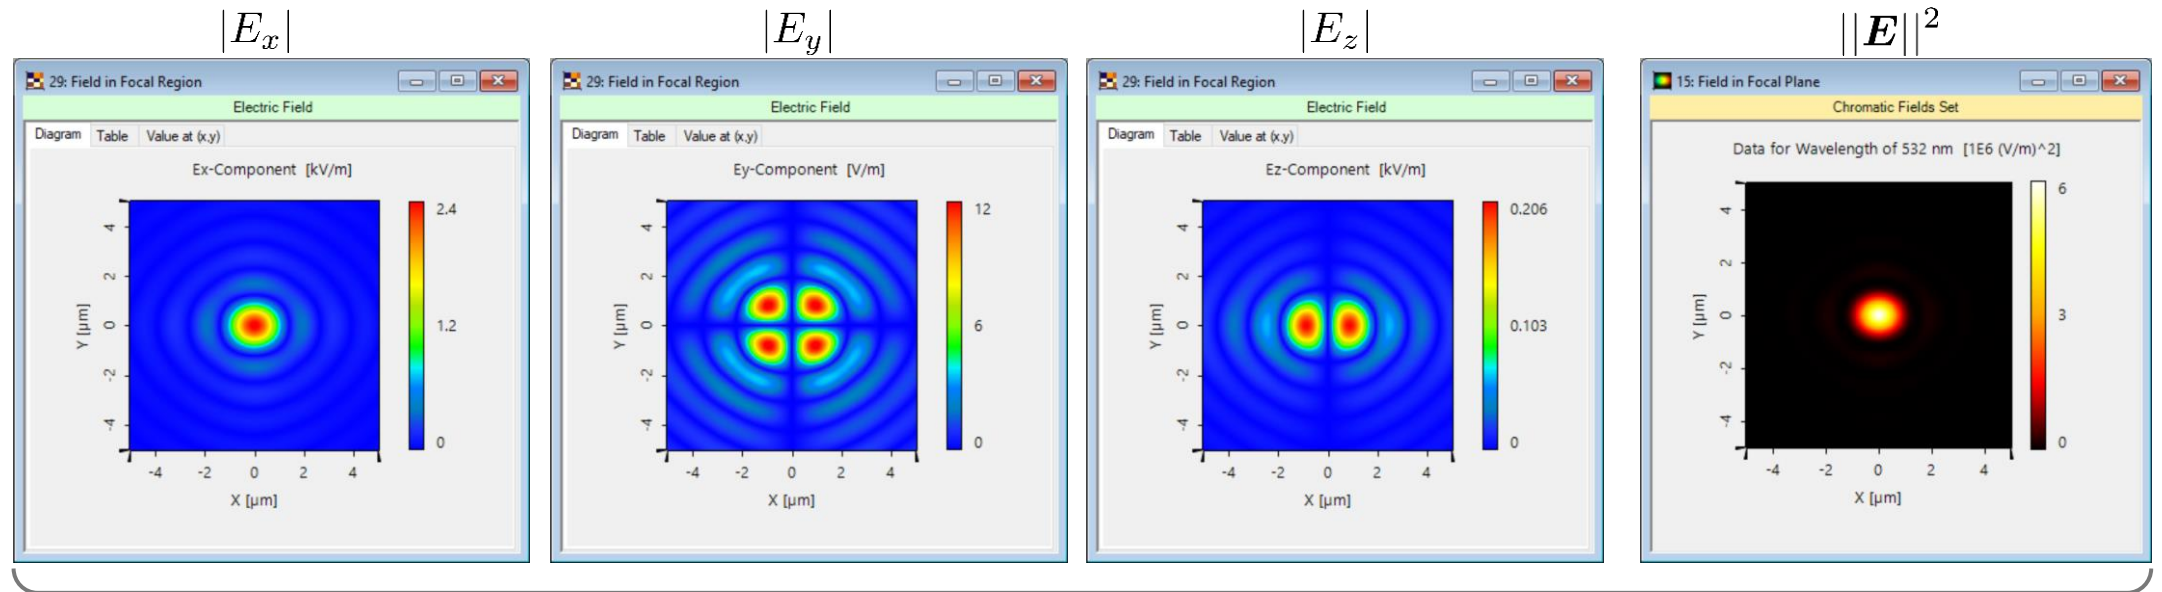 |E_x|
29: Field in Focal Region
Electric Field
Diagram Table Value at (x,y)
Ex-Component [kV/m]
2.4
1.2
0
4
2
0
-2
-4
Y [µm]
-4 -2 0 2 4
X [µm]
|E_y|
29: Field in Focal Region
Electric Field
Diagram Table Value at (x,y)
Ey-Component [V/m]
12
6
0
4
2
0
-2
-4
Y [µm]
-4 -2 0 2 4
X [µm]
|E_z|
29: Field in Focal Region
Electric Field
Diagram Table Value at (x,y)
Ez-Component [kV/m]
0.206
0.103
0
4
2
0
-2
-4
Y [µm]
-4 -2 0 2 4
X [µm]
||E||²
15: Field in Focal Plane
Chromatic Fields Set
Data for Wavelength of 532 nm [1E6 (V/m)^2]
6
3
0
4
2
0
-2
-4
Y [µm]
-4 -2 0 2 4
X [µm]